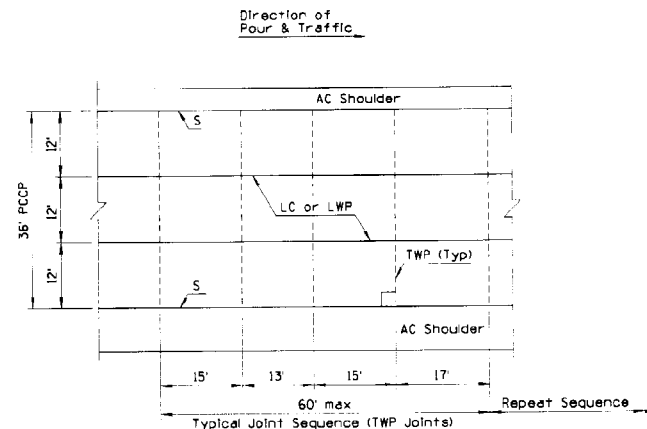 Direction of
Pour & Traffic
AC Shoulder
S
12'
36' PCCP
12'
LC or LWP
12'
TWP (Typ)
S
AC Shoulder
15'
13'
15'
17'
60' max
Repeat Sequence
Typical Joint Sequence (TWP Joints)